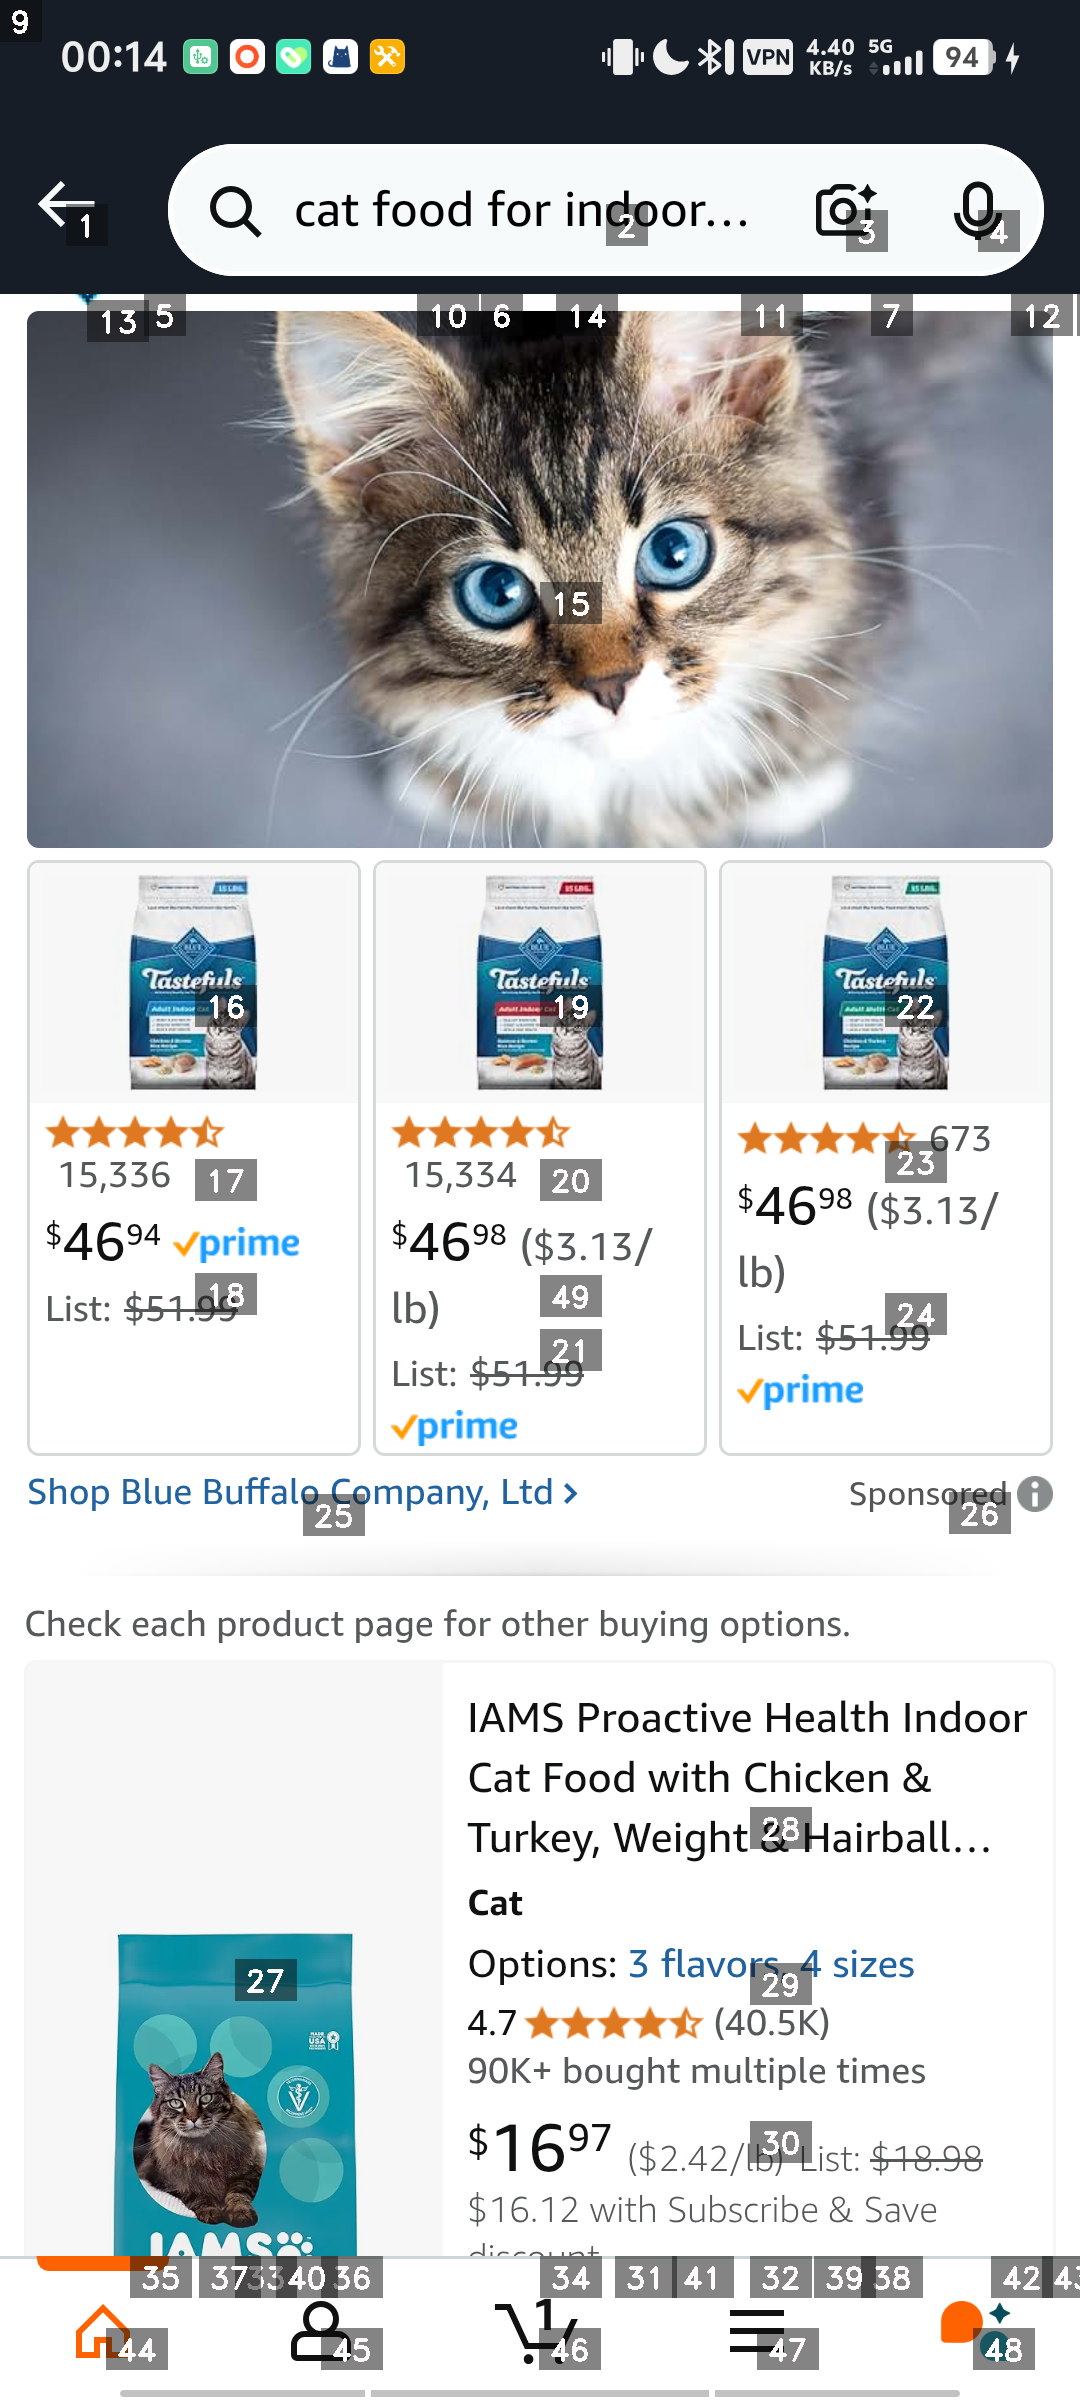 9
00:14
VPN
4.40 KB/s
5G
94
1
cat food for indoor...
2
3
4
13 5 10 6 14 11 7 12
15
16
19
22
Tastefuls
Tastefuls
Tastefuls
15,336 17
$46.94 prime
18
List: $51.99
15,334 20
$46.98 ($3.13/
lb)
49
21
List: $51.99
prime
673
23
$46.98 ($3.13/
lb)
24
List: $51.99
prime
Shop Blue Buffalo Company, Ltd ›
25
Sponsored
26
Check each product page for other buying options.
27
IAMS
IAMS Proactive Health Indoor
Cat Food with Chicken &
Turkey, Weight & Hairball...
28
Cat
Options: 3 flavors, 4 sizes
29
4.7 (40.5K)
90K+ bought multiple times
$16.97 ($2.42/lb) List: $18.98
30
$16.12 with Subscribe & Save
discount
35 37 33 40 36 34 31 41 32 39 38 42 43
1
44 45 46 47 48